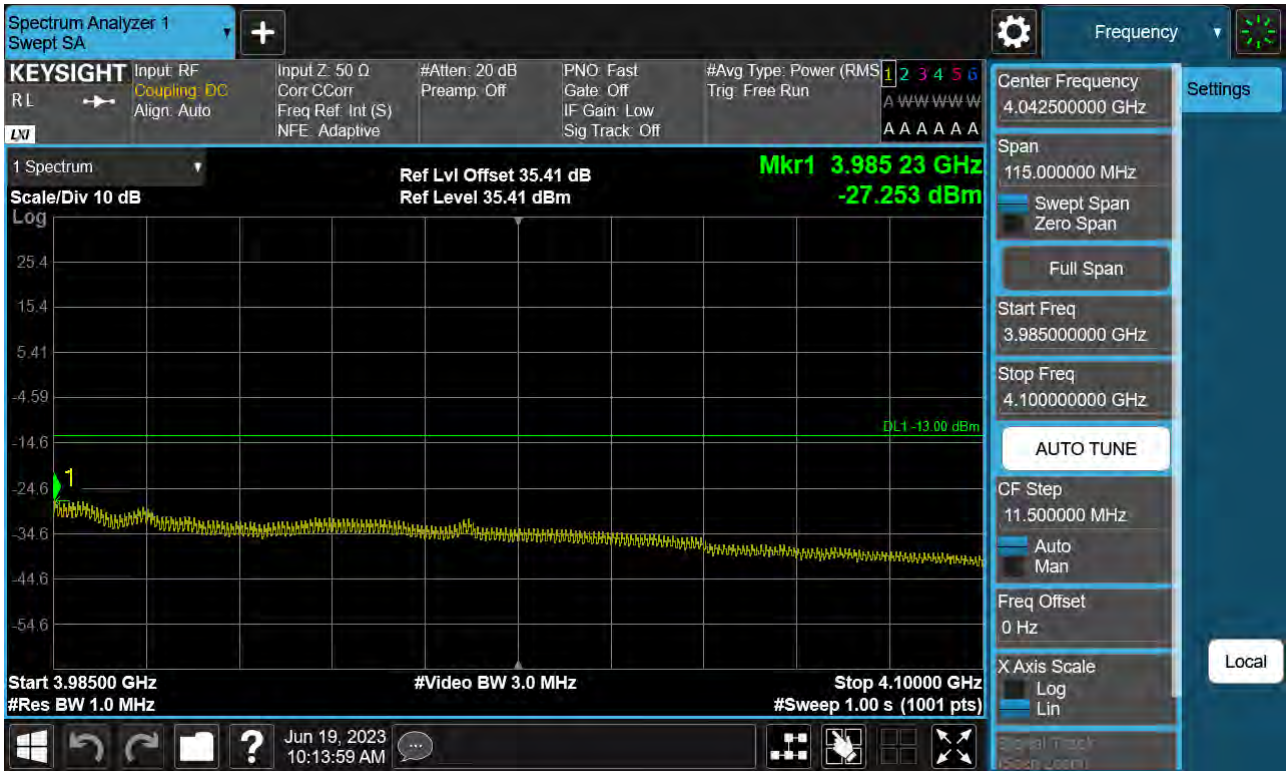 Spectrum Analyzer 1
Swept SA
Frequency
KEYSIGHT
RL
LXI
Input: RF
Coupling: DC
Align: Auto
Input Z: 50 Ω
Corr CCorr
Freq Ref: Int (S)
NFE: Adaptive
#Atten: 20 dB
Preamp: Off
PNO: Fast
Gate: Off
IF Gain: Low
Sig Track: Off
#Avg Type: Power (RMS
Trig: Free Run
1 2 3 4 5 6
A W W W W W
A A A A A A
1 Spectrum
Scale/Div 10 dB
Log
Ref Lvl Offset 35.41 dB
Ref Level 35.41 dBm
Mkr1 3.985 23 GHz
-27.253 dBm
25.4
15.4
5.41
-4.59
DL1 -13.00 dBm
-14.6
1
-24.6
-34.6
-44.6
-54.6
Start 3.98500 GHz
#Res BW 1.0 MHz
#Video BW 3.0 MHz
Stop 4.10000 GHz
#Sweep 1.00 s (1001 pts)
Center Frequency
4.042500000 GHz
Span
115.000000 MHz
Swept Span
Zero Span
Full Span
Start Freq
3.985000000 GHz
Stop Freq
4.100000000 GHz
AUTO TUNE
CF Step
11.500000 MHz
Auto
Man
Freq Offset
0 Hz
X Axis Scale
Log
Lin
Signal Track
(Span Zoom)
Settings
Local
Jun 19, 2023
10:13:59 AM